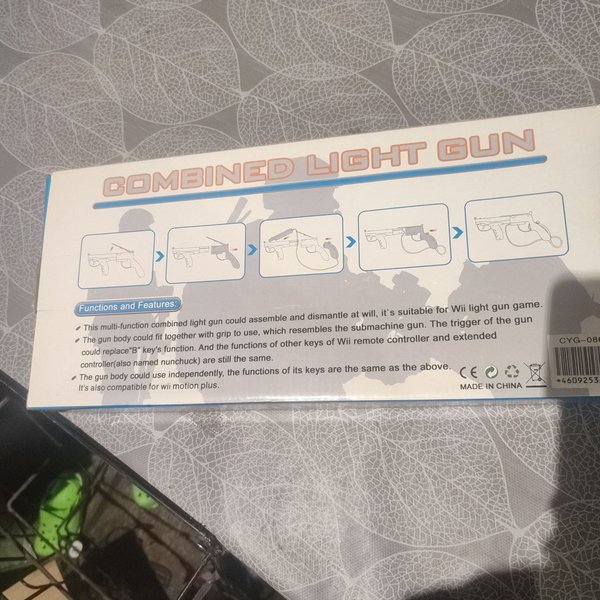 COMBINED LIGHT GUN
Functions and Features:
This multi-function combined light gun could assemble and dismantle at will, it`s suitable for Wii light gun game.
The gun body could fit together with grip to use, which resembles the submachine gun. The trigger of the gun
could replace"B" key's function. And the functions of other keys of Wii remote controller and extended
controller(also named nunchuck) are still the same.
The gun body could use independently, the functions of its keys are the same as the above.
It's also compatible for wii motion plus.
CE
MADE IN CHINA
CYG-086
*4609253